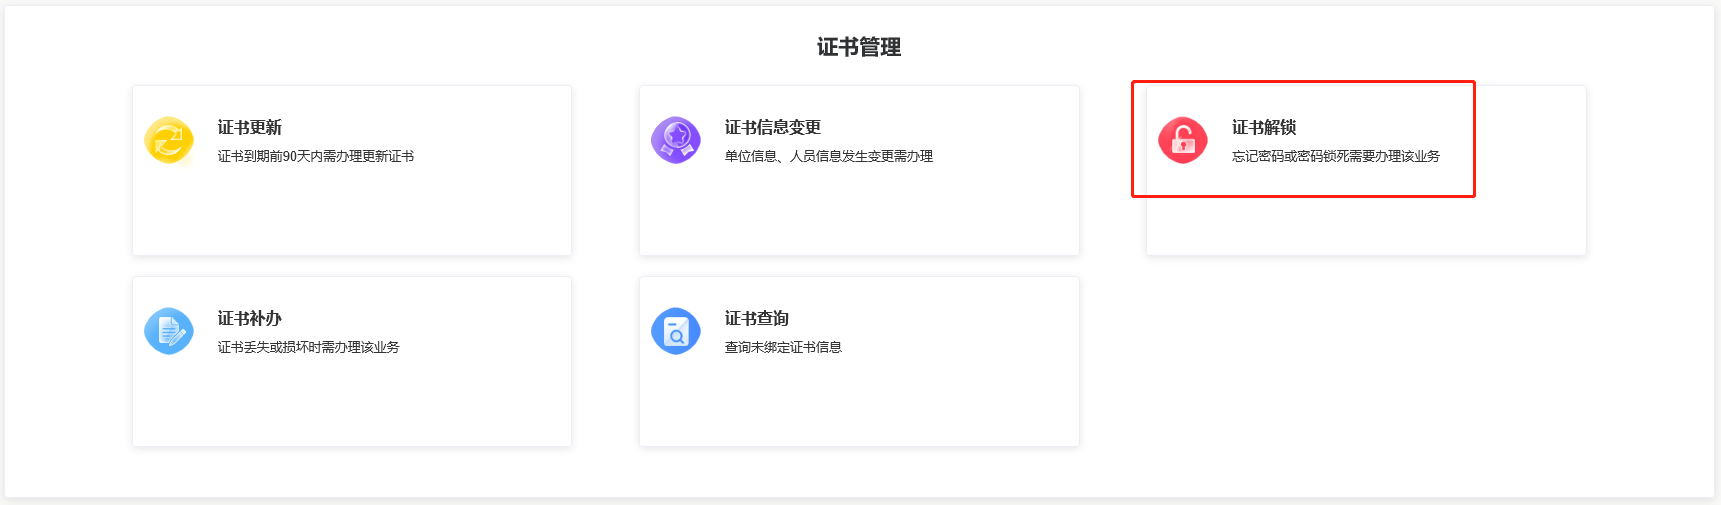 证书管理
证书更新
证书到期前90天内需办理更新证书
证书信息变更
单位信息、人员信息发生变更需办理
证书解锁
忘记密码或密码锁死需要办理该业务
证书补办
证书丢失或损坏时需办理该业务
证书查询
查询未绑定证书信息